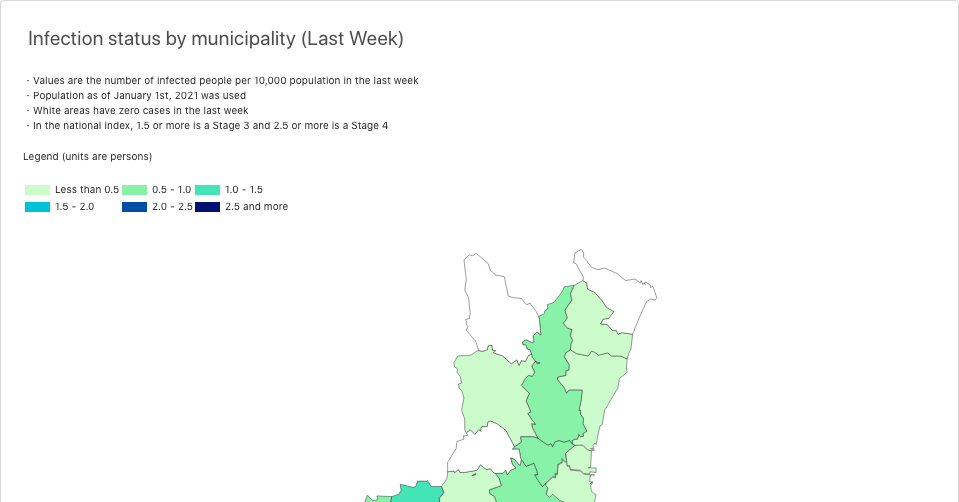 Infection status by municipality (Last Week)
· Values are the number of infected people per 10,000 population in the last week
· Population as of January 1st, 2021 was used
· White areas have zero cases in the last week
· In the national index, 1.5 or more is a Stage 3 and 2.5 or more is a Stage 4
Legend (units are persons)
Less than 0.5 0.5 - 1.0 1.0 - 1.5
1.5 - 2.0 2.0 - 2.5 2.5 and more